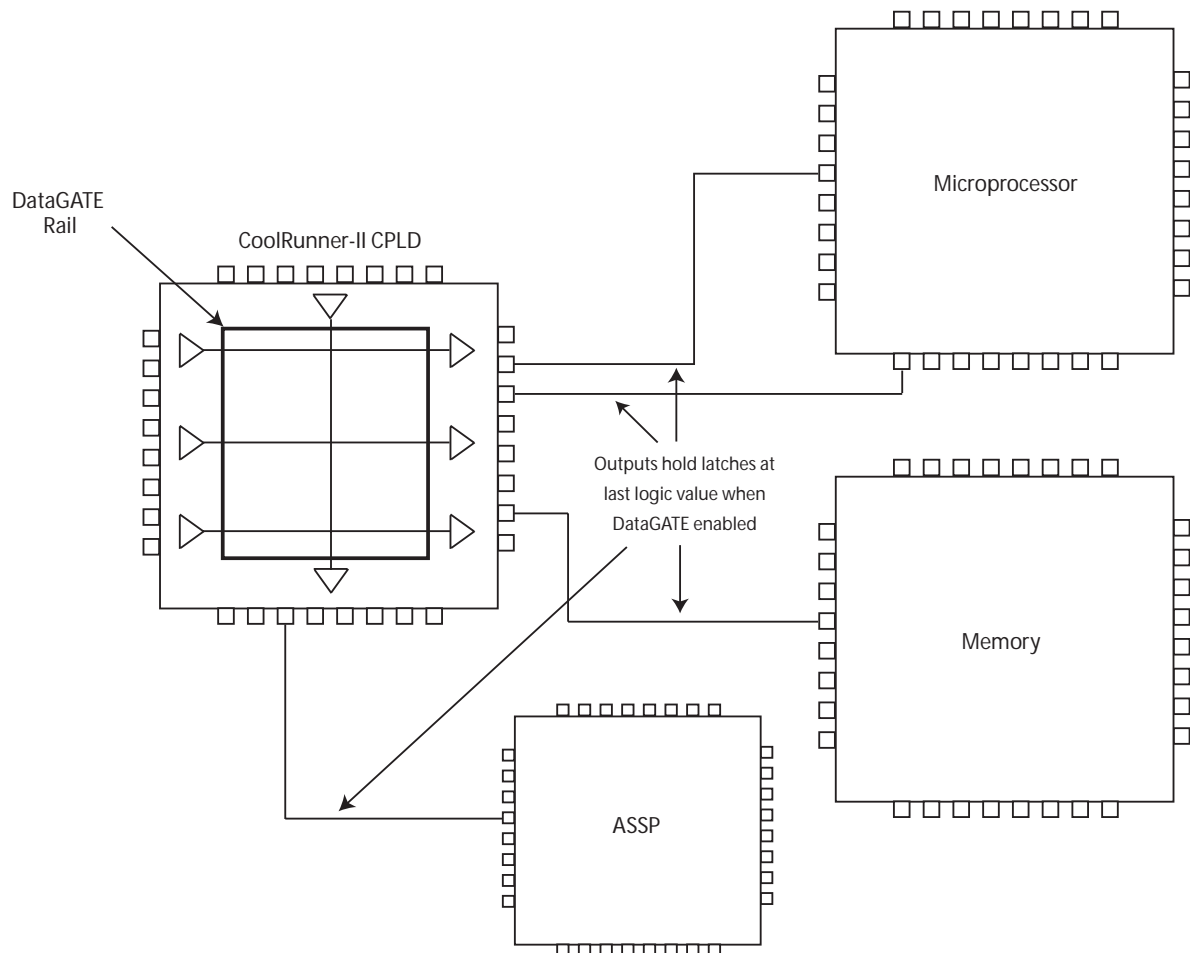 Microprocessor
DataGATE
Rail
CoolRunner-II CPLD
Outputs hold latches at
last logic value when
DataGATE enabled
Memory
ASSP